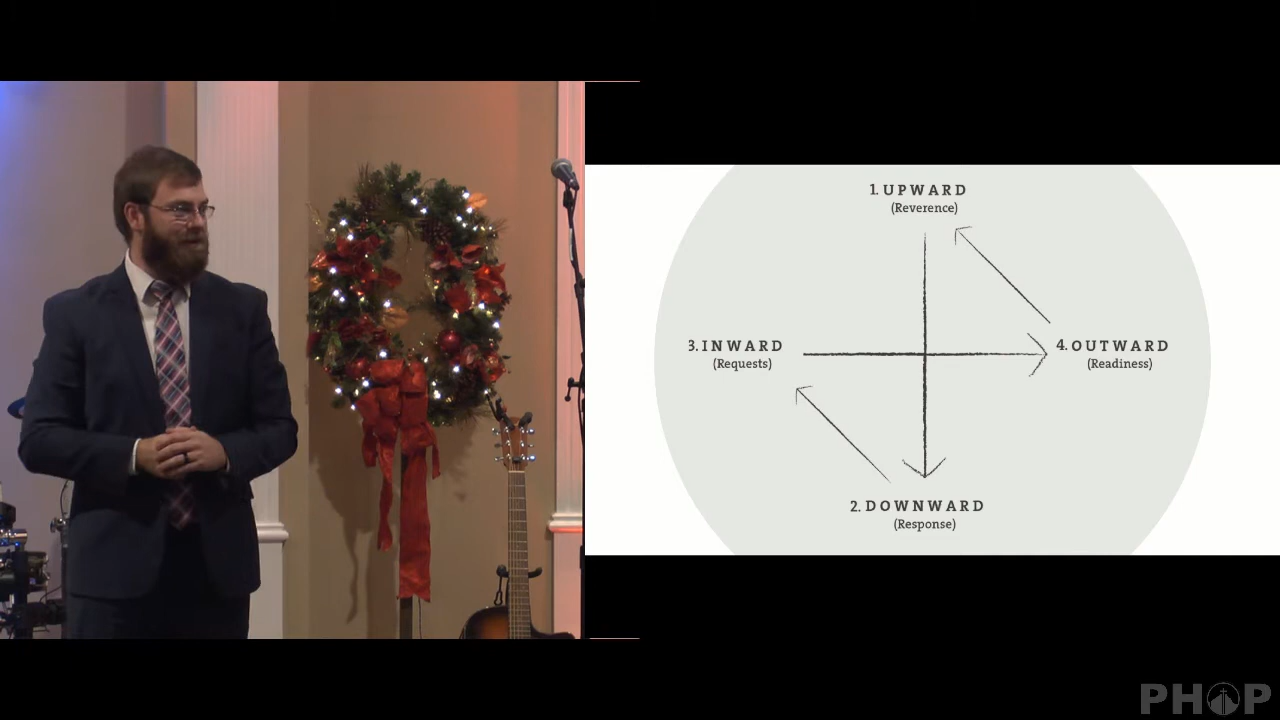 1. UPWARD
(Reverence)
3. INWARD
(Requests)
4. OUTWARD
(Readiness)
2. DOWNWARD
(Response)
PHOP